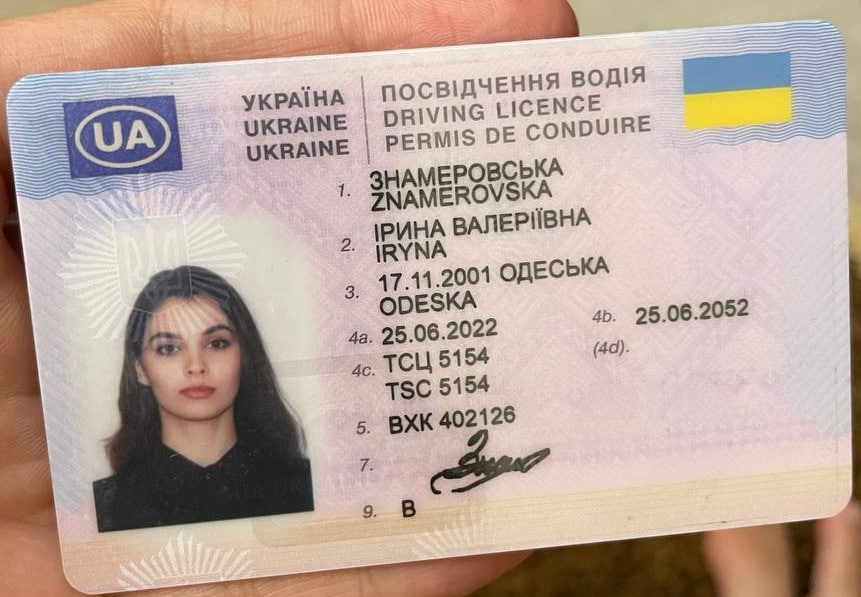 UA
УКРАЇНА
UKRAINE
UKRAINE
ПОСВІДЧЕННЯ ВОДІЯ
DRIVING LICENCE
PERMIS DE CONDUIRE
1. ЗНАМЕРОВСЬКА
ZNAMEROVSKA
2. ІРИНА ВАЛЕРІЇВНА
IRYNA
3. 17.11.2001 ОДЕСЬКА
ODESKA
4a. 25.06.2022 4b. 25.06.2052
4c. ТСЦ 5154 (4d).
TSC 5154
5. ВХК 402126
7.
9. B